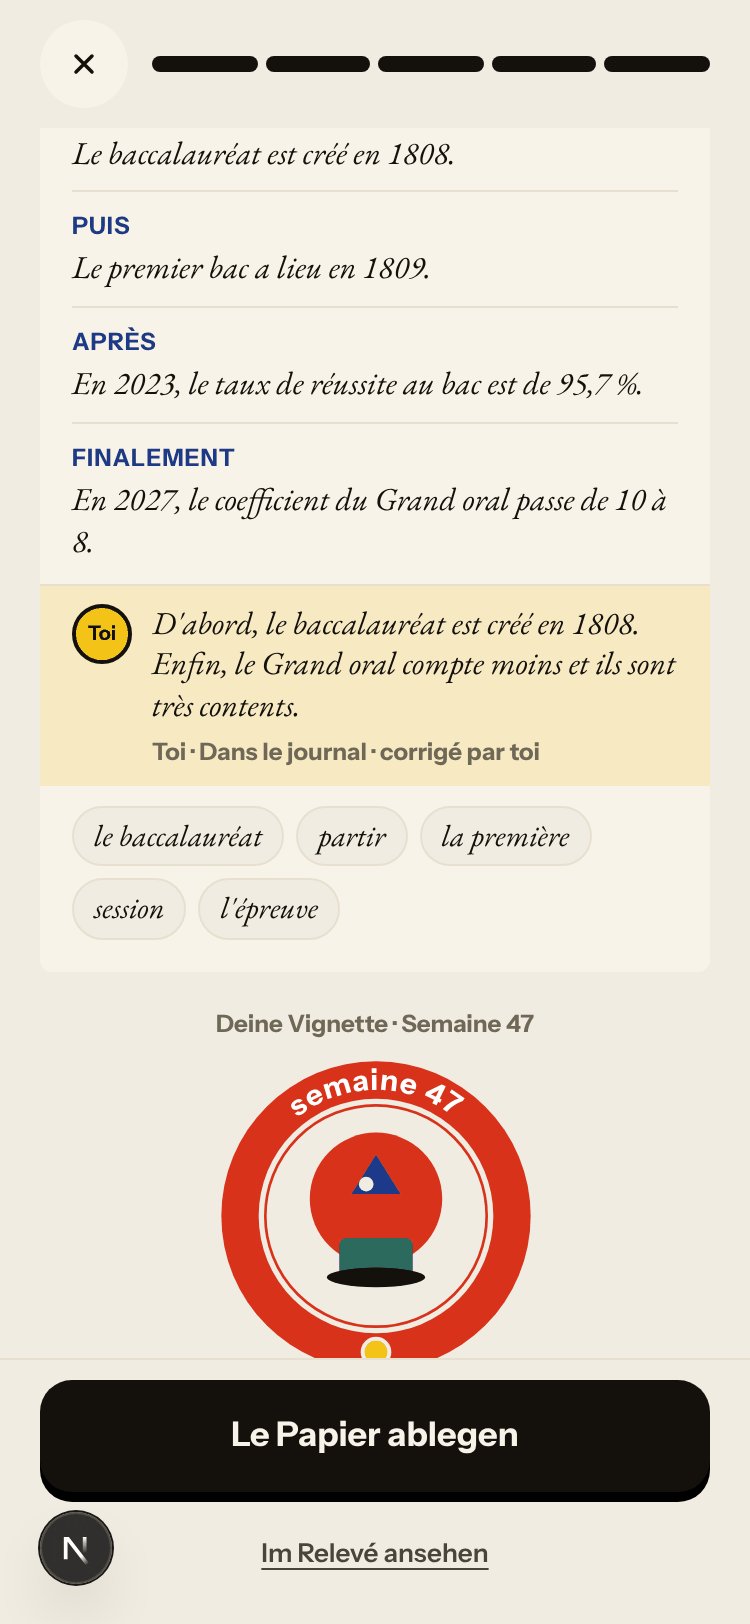 Le baccalauréat est créé en 1808.
PUIS
Le premier bac a lieu en 1809.
APRÈS
En 2023, le taux de réussite au bac est de 95,7 %.
FINALEMENT
En 2027, le coefficient du Grand oral passe de 10 à
8.
Toi
D'abord, le baccalauréat est créé en 1808.
Enfin, le Grand oral compte moins et ils sont
très contents.
Toi · Dans le journal · corrigé par toi
le baccalauréat
partir
la première
session
l'épreuve
Deine Vignette · Semaine 47
semaine 47
Le Papier ablegen
N
Im Relevé ansehen